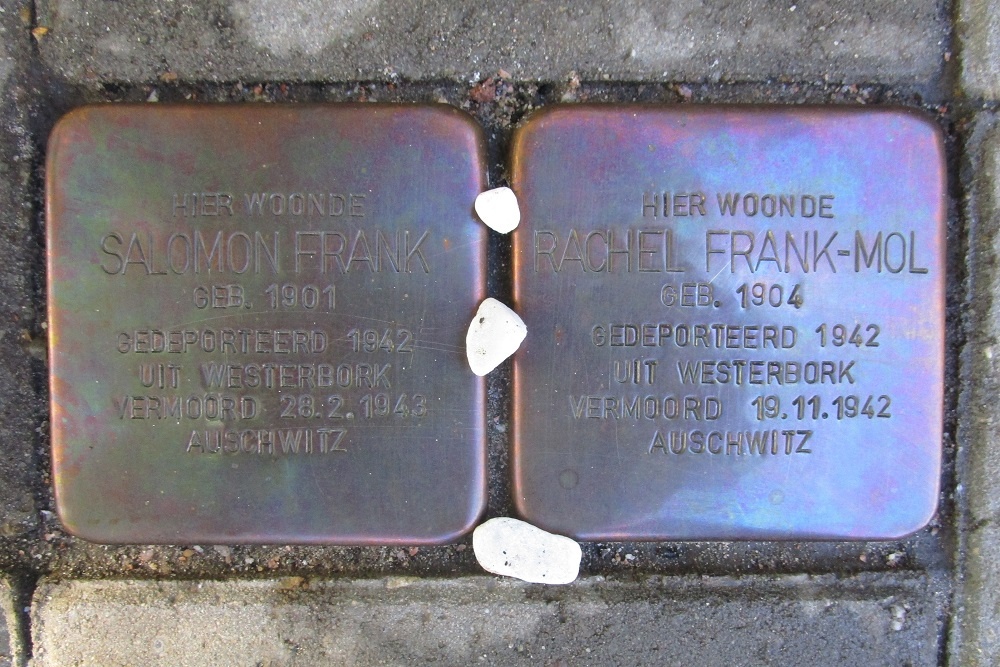 HIER WOONDE
SALOMON FRANK
GEB. 1901
GEDEPORTEERD 1942
UIT WESTERBORK
VERMOORD 28.2.1943
AUSCHWITZ
HIER WOONDE
RACHEL FRANK-MOL
GEB. 1904
GEDEPORTEERD 1942
UIT WESTERBORK
VERMOORD 19.11.1942
AUSCHWITZ